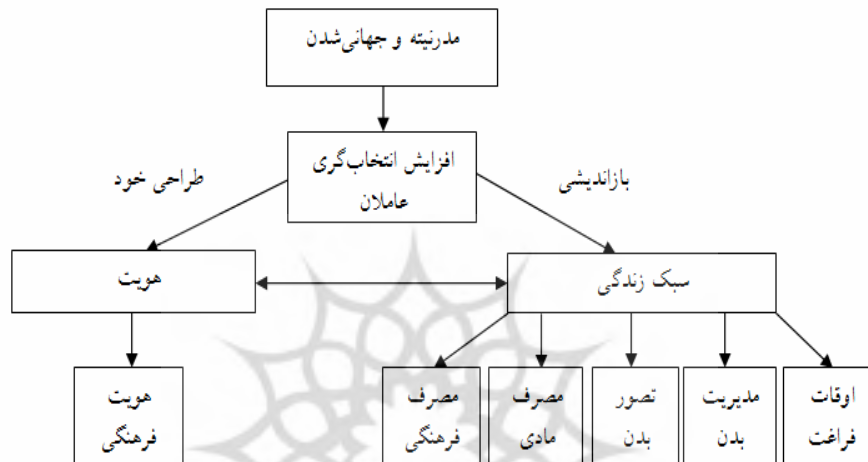 مدرنیته و جهانی‌شدن
افزایش انتخاب‌گری
عاملان
بازاندیشی
طراحی خود
سبک زندگی
هویت
اوقات
فراغت
مدیریت
بدن
تصور
بدن
مصرف
مادی
مصرف
فرهنگی
هویت
فرهنگی